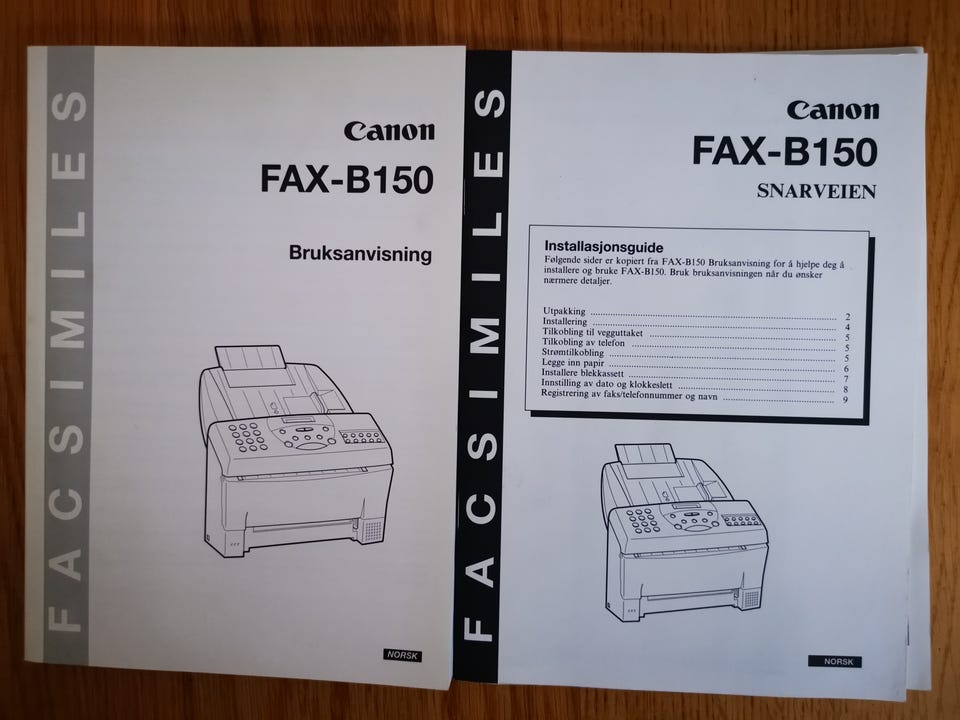 FACSIMILES
Canon
FAX-B150
Bruksanvisning
NORSK
FACSIMILES
Canon
FAX-B150
SNARVEIEN
Installasjonsguide
Følgende sider er kopiert fra FAX-B150 Bruksanvisning for å hjelpe deg å
installere og bruke FAX-B150. Bruk bruksanvisningen når du ønsker
nærmere detaljer.
Utpakking 2
Installering 4
Tilkobling til vegguttaket 5
Tilkobling av telefon 5
Strømtilkobling 5
Legge inn papir 6
Installere blekkassett 7
Innstilling av dato og klokkeslett 8
Registrering av faks/telefonnummer og navn 9
NORSK